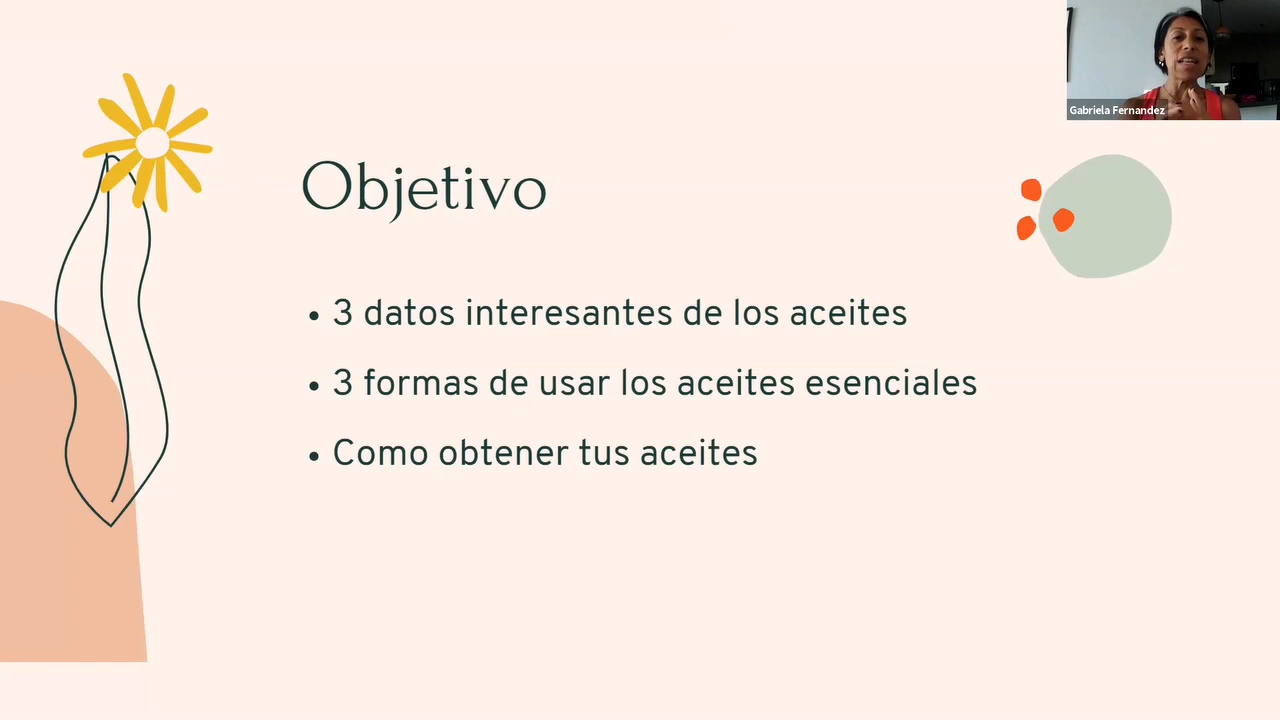 Gabriela Fernandez
Objetivo
• 3 datos interesantes de los aceites
• 3 formas de usar los aceites esenciales
• Como obtener tus aceites